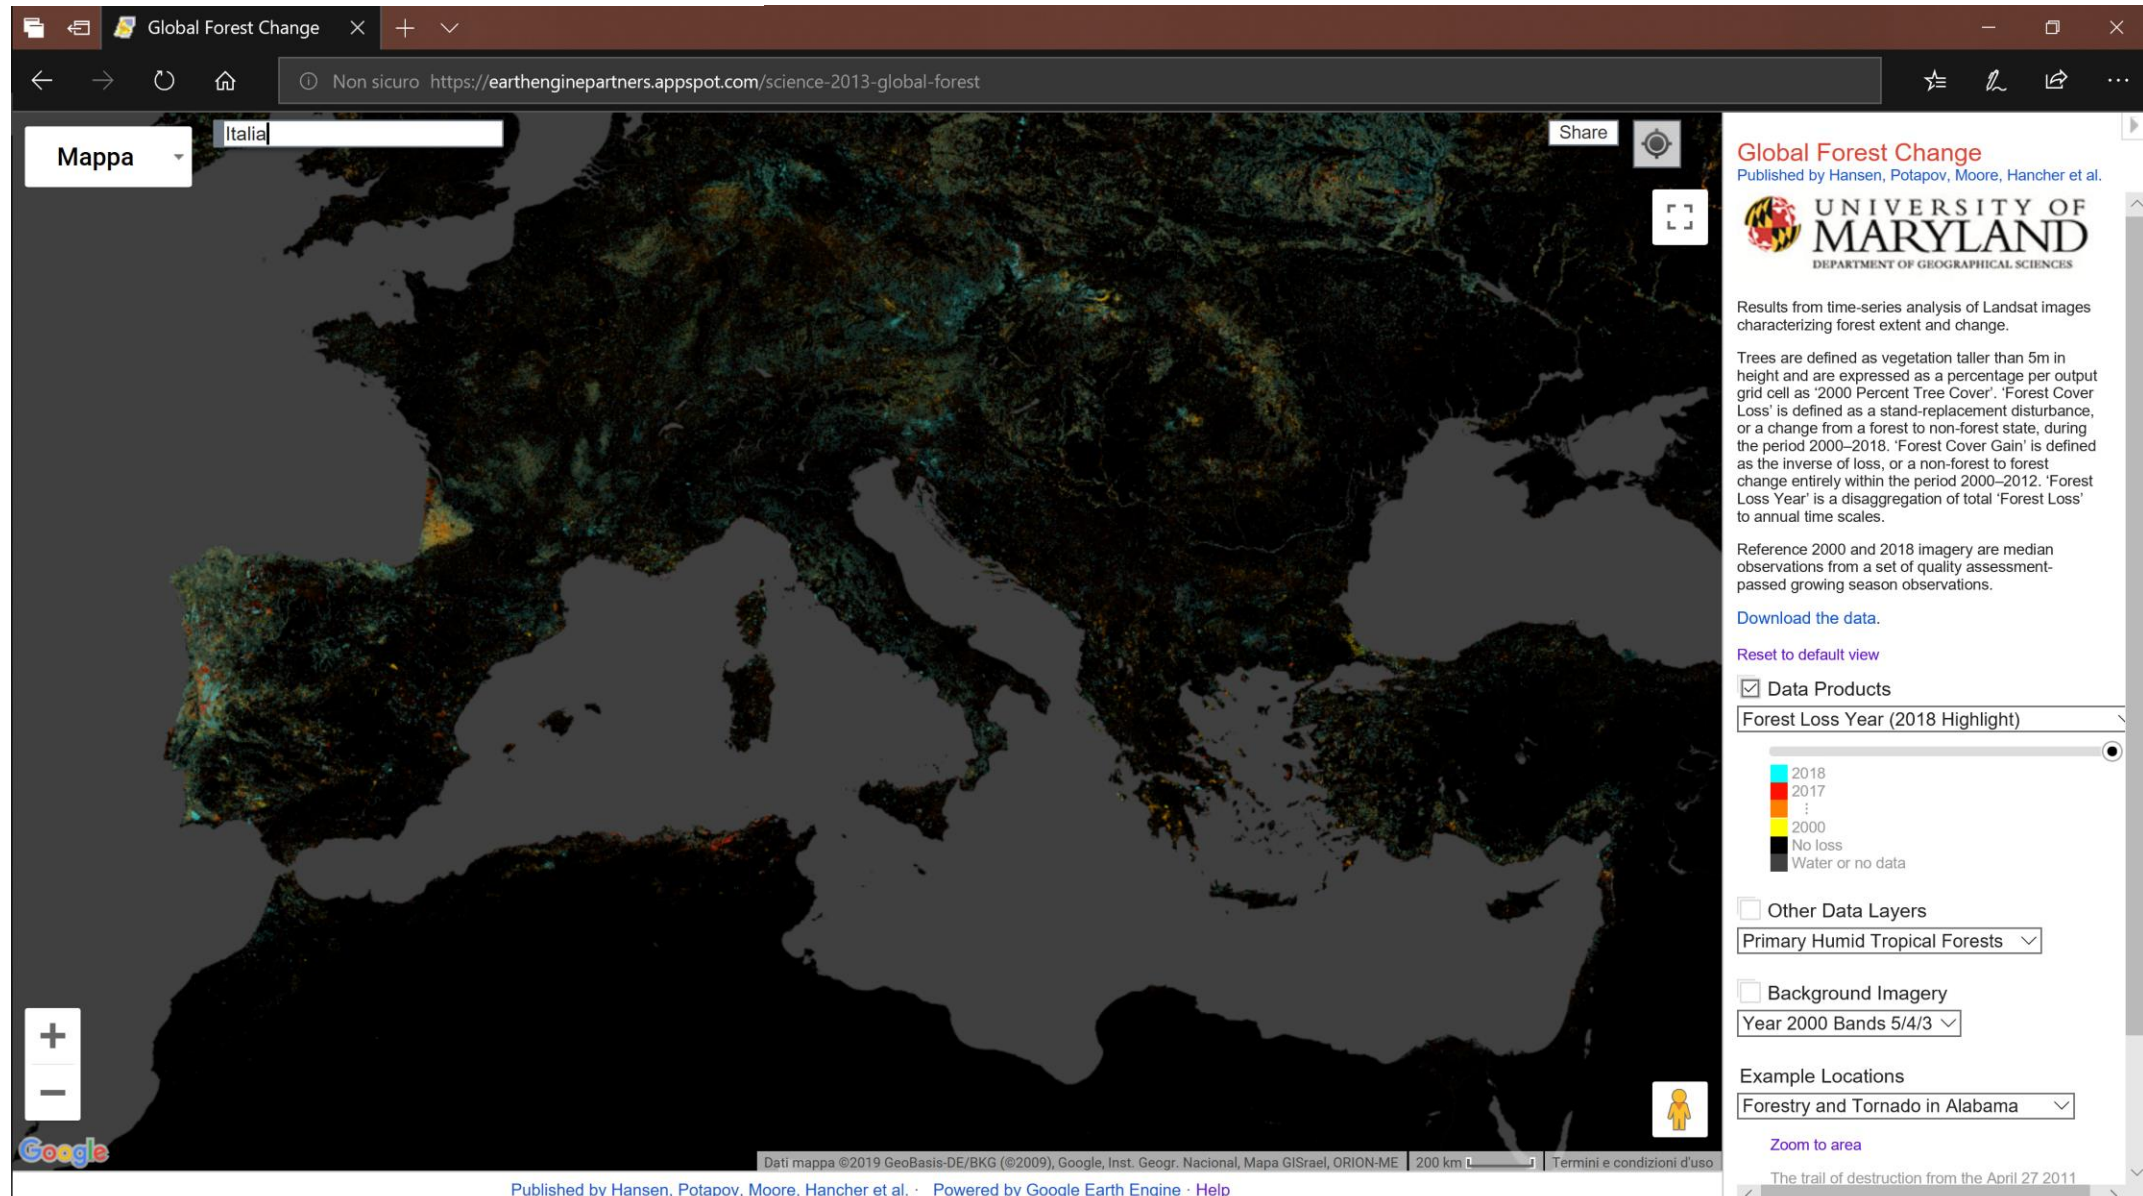 Global Forest Change
Non sicuro https://earthenginepartners.appspot.com/science-2013-global-forest
Mappa
Italia
Share
Global Forest Change
Published by Hansen, Potapov, Moore, Hancher et al.
UNIVERSITY OF
MARYLAND
DEPARTMENT OF GEOGRAPHICAL SCIENCES
Results from time-series analysis of Landsat images
characterizing forest extent and change.
Trees are defined as vegetation taller than 5m in
height and are expressed as a percentage per output
grid cell as ‘2000 Percent Tree Cover’. ‘Forest Cover
Loss’ is defined as a stand-replacement disturbance,
or a change from a forest to non-forest state, during
the period 2000–2018. ‘Forest Cover Gain’ is defined
as the inverse of loss, or a non-forest to forest
change entirely within the period 2000–2012. ‘Forest
Loss Year’ is a disaggregation of total ‘Forest Loss’
to annual time scales.
Reference 2000 and 2018 imagery are median
observations from a set of quality assessment-
passed growing season observations.
Download the data.
Reset to default view
Data Products
Forest Loss Year (2018 Highlight)
2018
2017
⋮
2000
No loss
Water or no data
Other Data Layers
Primary Humid Tropical Forests
Background Imagery
Year 2000 Bands 5/4/3
Example Locations
Forestry and Tornado in Alabama
Zoom to area
The trail of destruction from the April 27 2011
Google
Dati mappa ©2019 GeoBasis-DE/BKG (©2009), Google, Inst. Geogr. Nacional, Mapa GISrael, ORION-ME
200 km
Termini e condizioni d'uso
Published by Hansen, Potapov, Moore, Hancher et al. · Powered by Google Earth Engine · Help